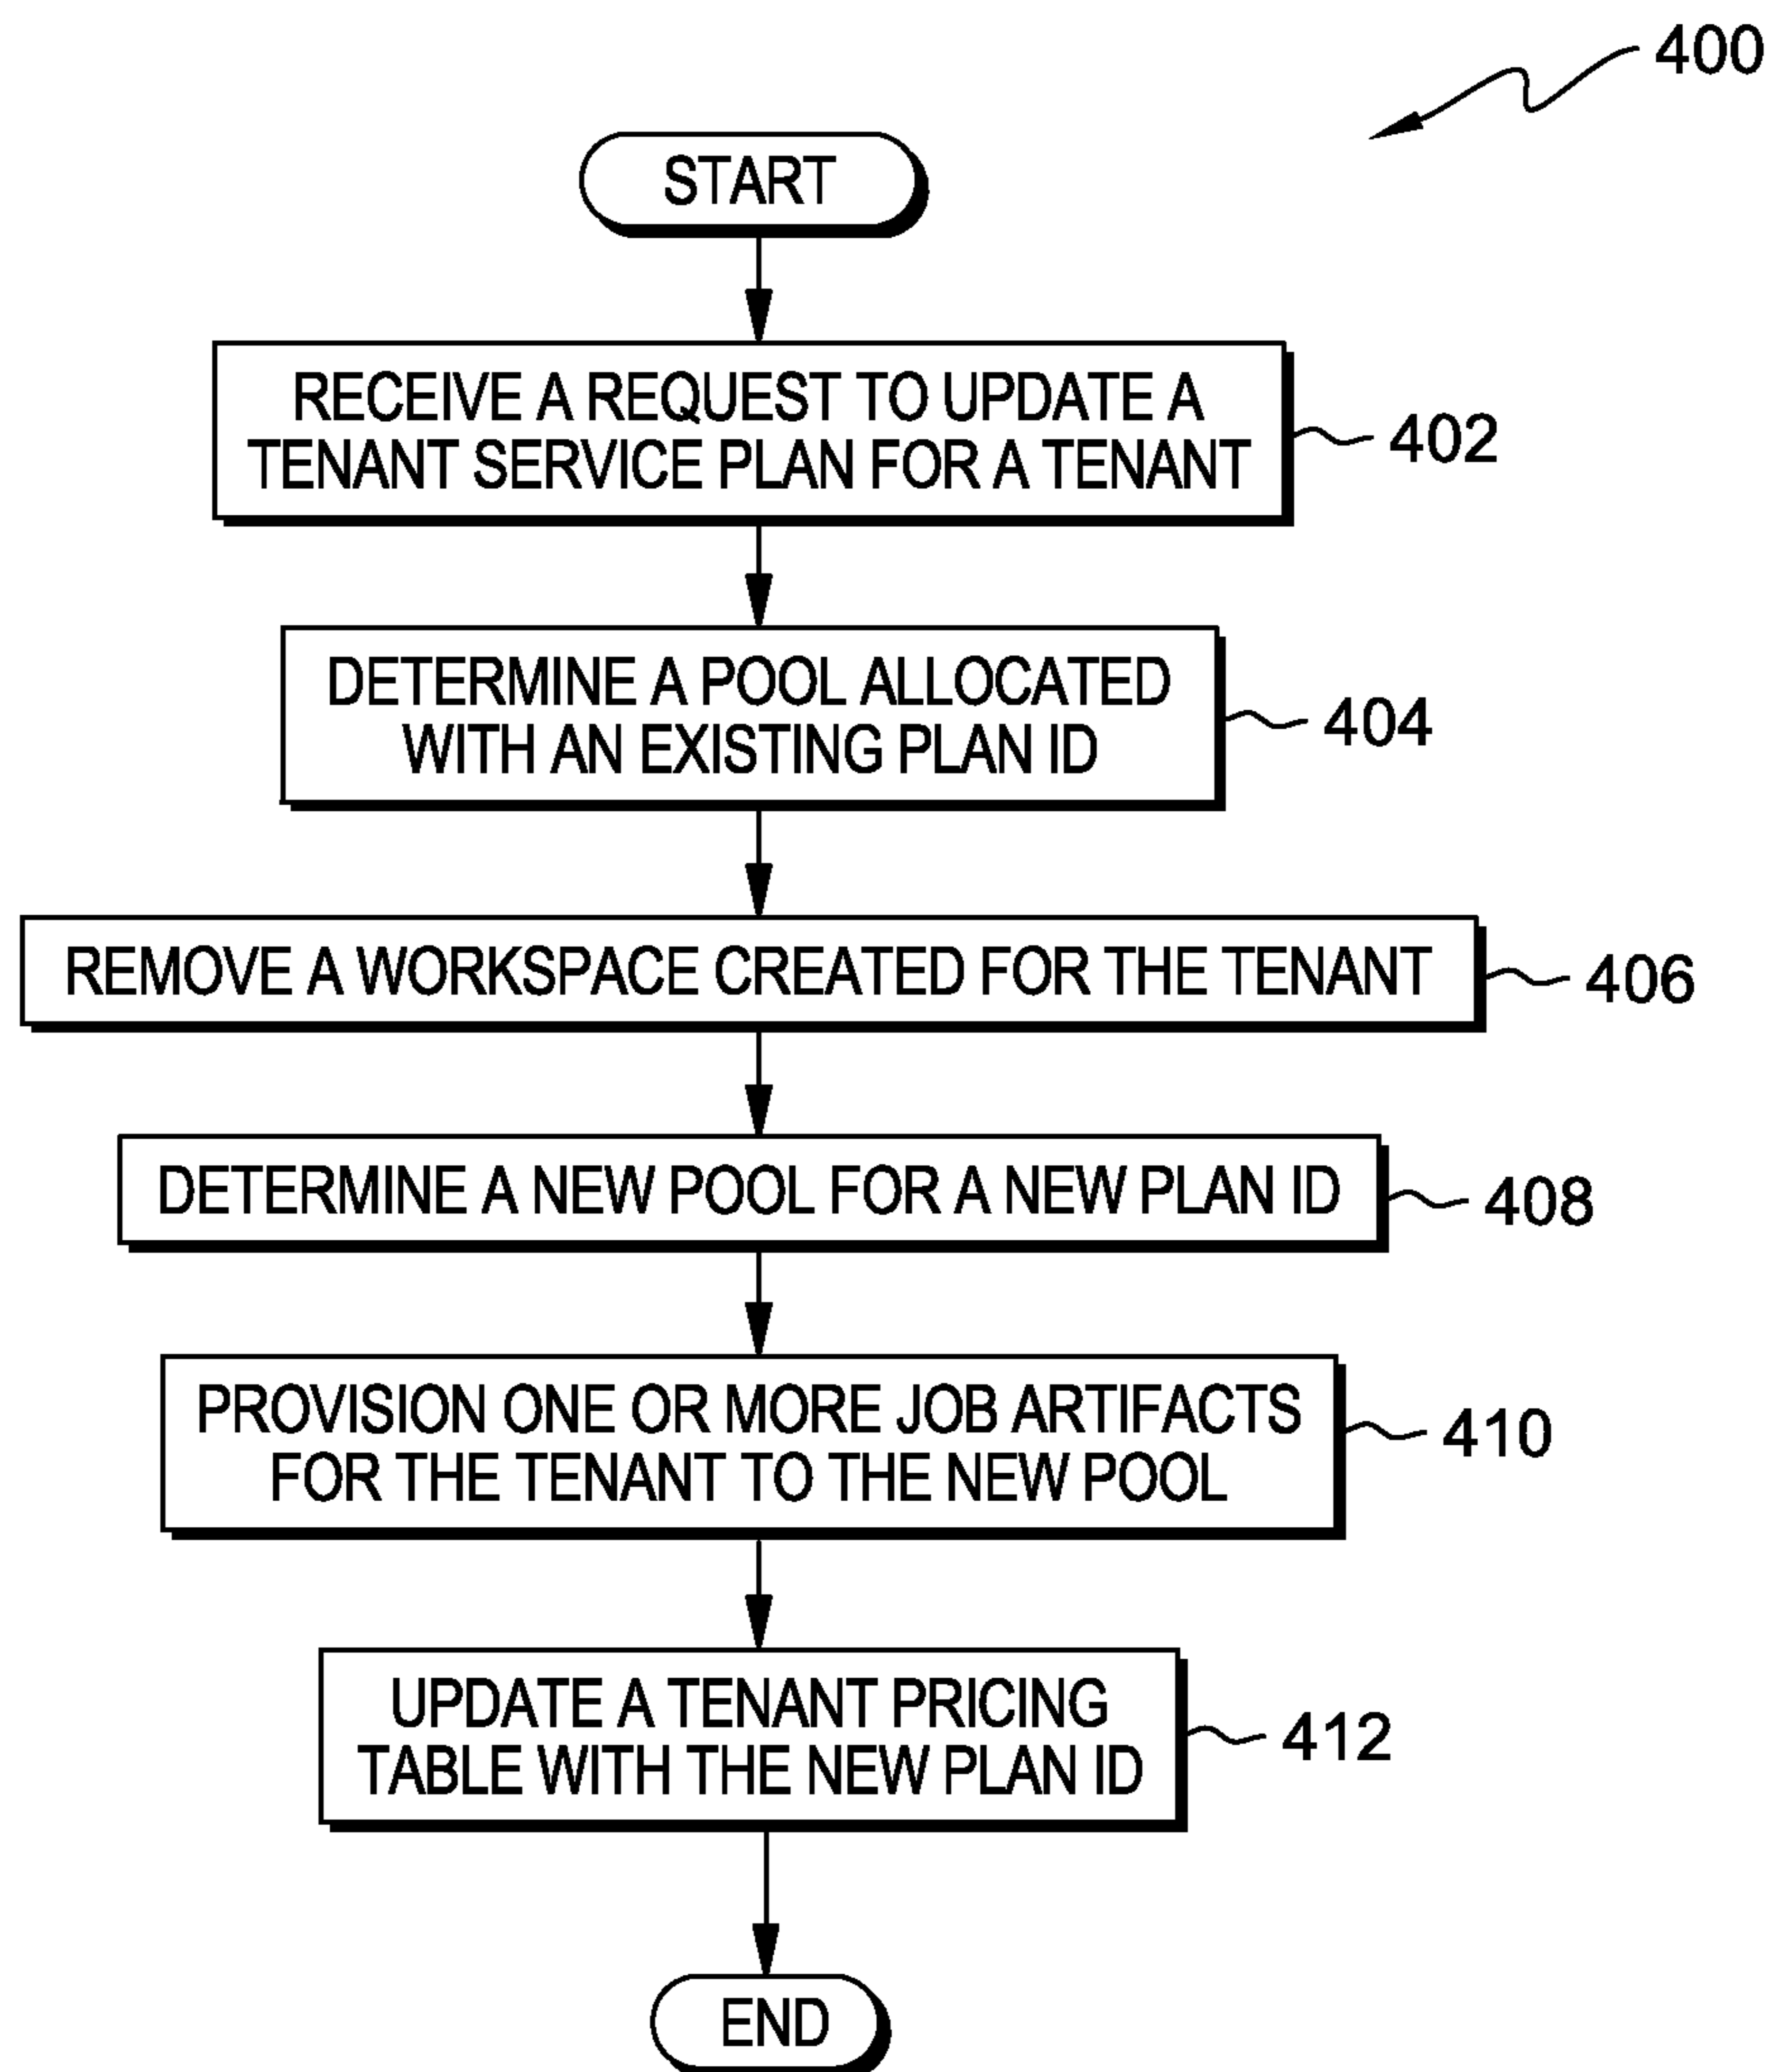 400
START
RECEIVE A REQUEST TO UPDATE A
TENANT SERVICE PLAN FOR A TENANT
402
DETERMINE A POOL ALLOCATED
WITH AN EXISTING PLAN ID
404
REMOVE A WORKSPACE CREATED FOR THE TENANT
406
DETERMINE A NEW POOL FOR A NEW PLAN ID
408
PROVISION ONE OR MORE JOB ARTIFACTS
FOR THE TENANT TO THE NEW POOL
410
UPDATE A TENANT PRICING
TABLE WITH THE NEW PLAN ID
412
END